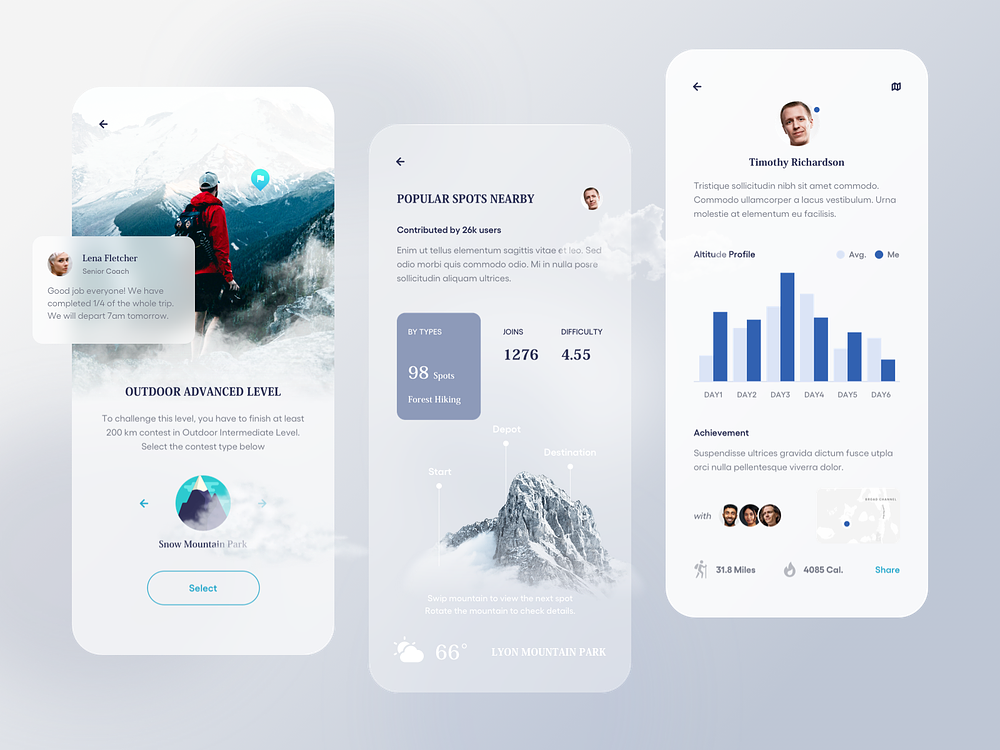 Lena Fletcher
Senior Coach
Good job everyone! We have
completed 1/4 of the whole trip.
We will depart 7am tomorrow.
OUTDOOR ADVANCED LEVEL
To challenge this level, you have to finish at least
200 km contest in Outdoor Intermediate Level.
Select the contest type below
Snow Mountain Park
Select
POPULAR SPOTS NEARBY
Contributed by 26k users
Enim ut tellus elementum sagittis vitae et leo. Sed
odio morbi quis commodo odio. Mi in nulla posre
sollicitudin aliquam ultrices.
BY TYPES
98 Spots
Forest Hiking
JOINS
1276
DIFFICULTY
4.55
Depot
Destination
Start
Swip mountain to view the next spot
Rotate the mountain to check details.
66°
LYON MOUNTAIN PARK
Timothy Richardson
Tristique sollicitudin nibh sit amet commodo.
Commodo ullamcorper a lacus vestibulum. Urna
molestie at elementum eu facilisis.
Altitude Profile
Avg.
Me
DAY1 DAY2 DAY3 DAY4 DAY5 DAY6
Achievement
Suspendisse ultrices gravida dictum fusce utpla
orci nulla pellentesque viverra dolor.
with
BROAD CHANNEL
31.8 Miles
4085 Cal.
Share